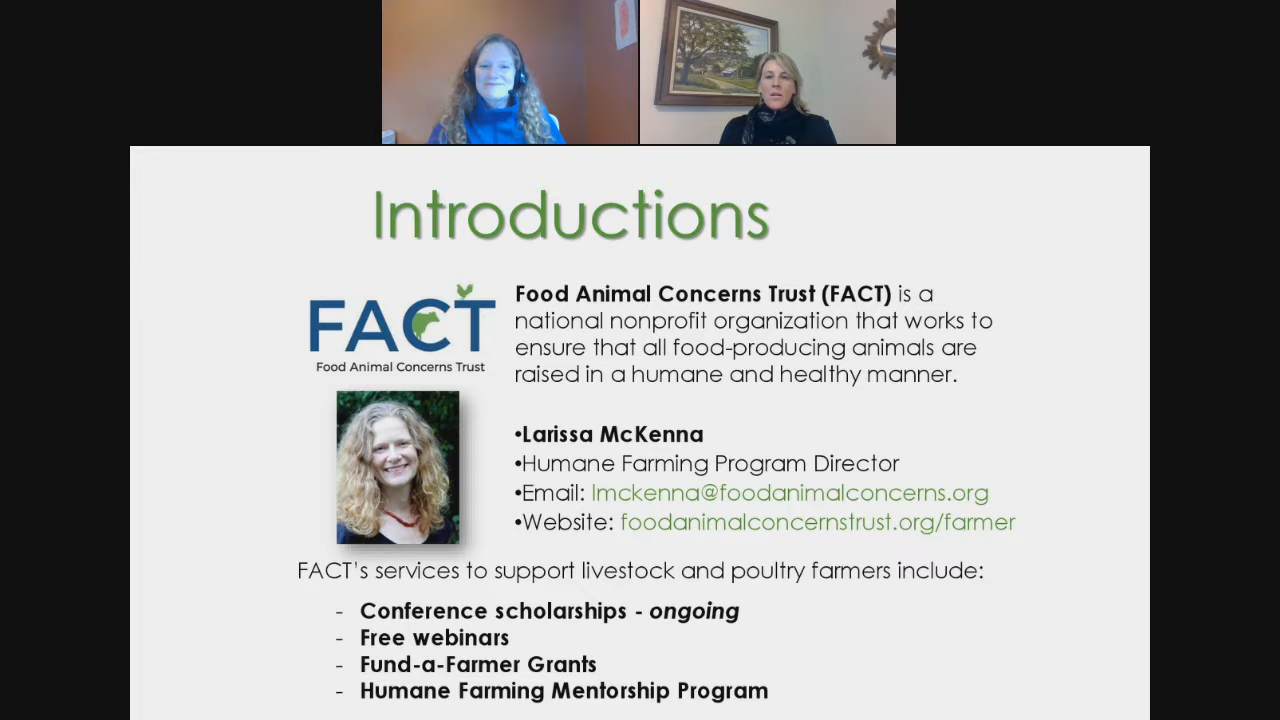 Introductions
FACT
Food Animal Concerns Trust
Food Animal Concerns Trust (FACT) is a
national nonprofit organization that works to
ensure that all food-producing animals are
raised in a humane and healthy manner.
•Larissa McKenna
•Humane Farming Program Director
•Email: lmckenna@foodanimalconcerns.org
•Website: foodanimalconcernstrust.org/farmer
FACT's services to support livestock and poultry farmers include:
- Conference scholarships - ongoing
- Free webinars
- Fund-a-Farmer Grants
- Humane Farming Mentorship Program